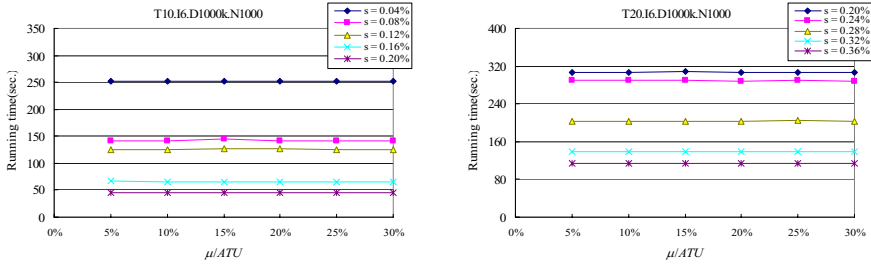 T10.I6.D1000k.N1000
s = 0.04%
s = 0.08%
s = 0.12%
s = 0.16%
s = 0.20%
Running time(sec.)
350
300
250
200
150
100
50
0
0% 5% 10% 15% 20% 25% 30%
μ/ATU
T20.I6.D1000k.N1000
s = 0.20%
s = 0.24%
s = 0.28%
s = 0.32%
s = 0.36%
Running time(sec.)
400
320
240
160
80
0
0% 5% 10% 15% 20% 25% 30%
μ/ATU